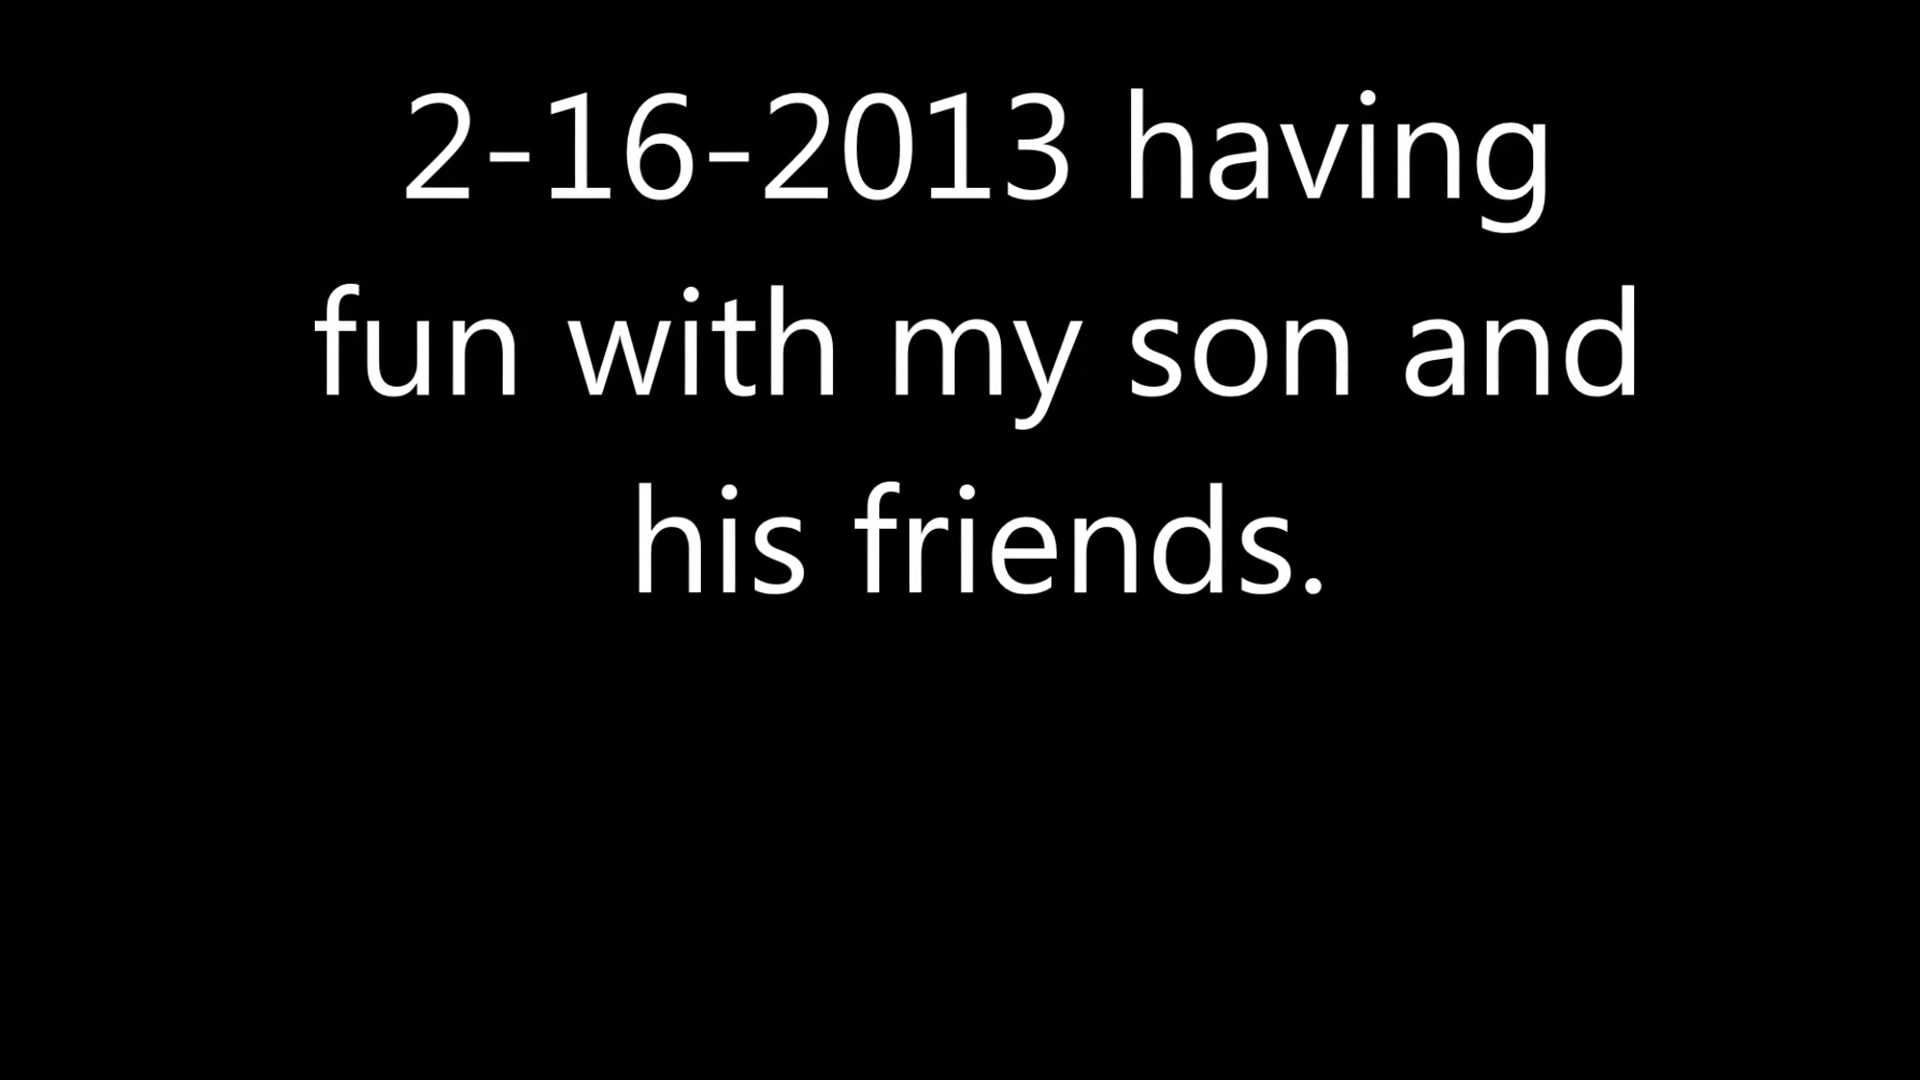 2-16-2013 having
fun with my son and
his friends.